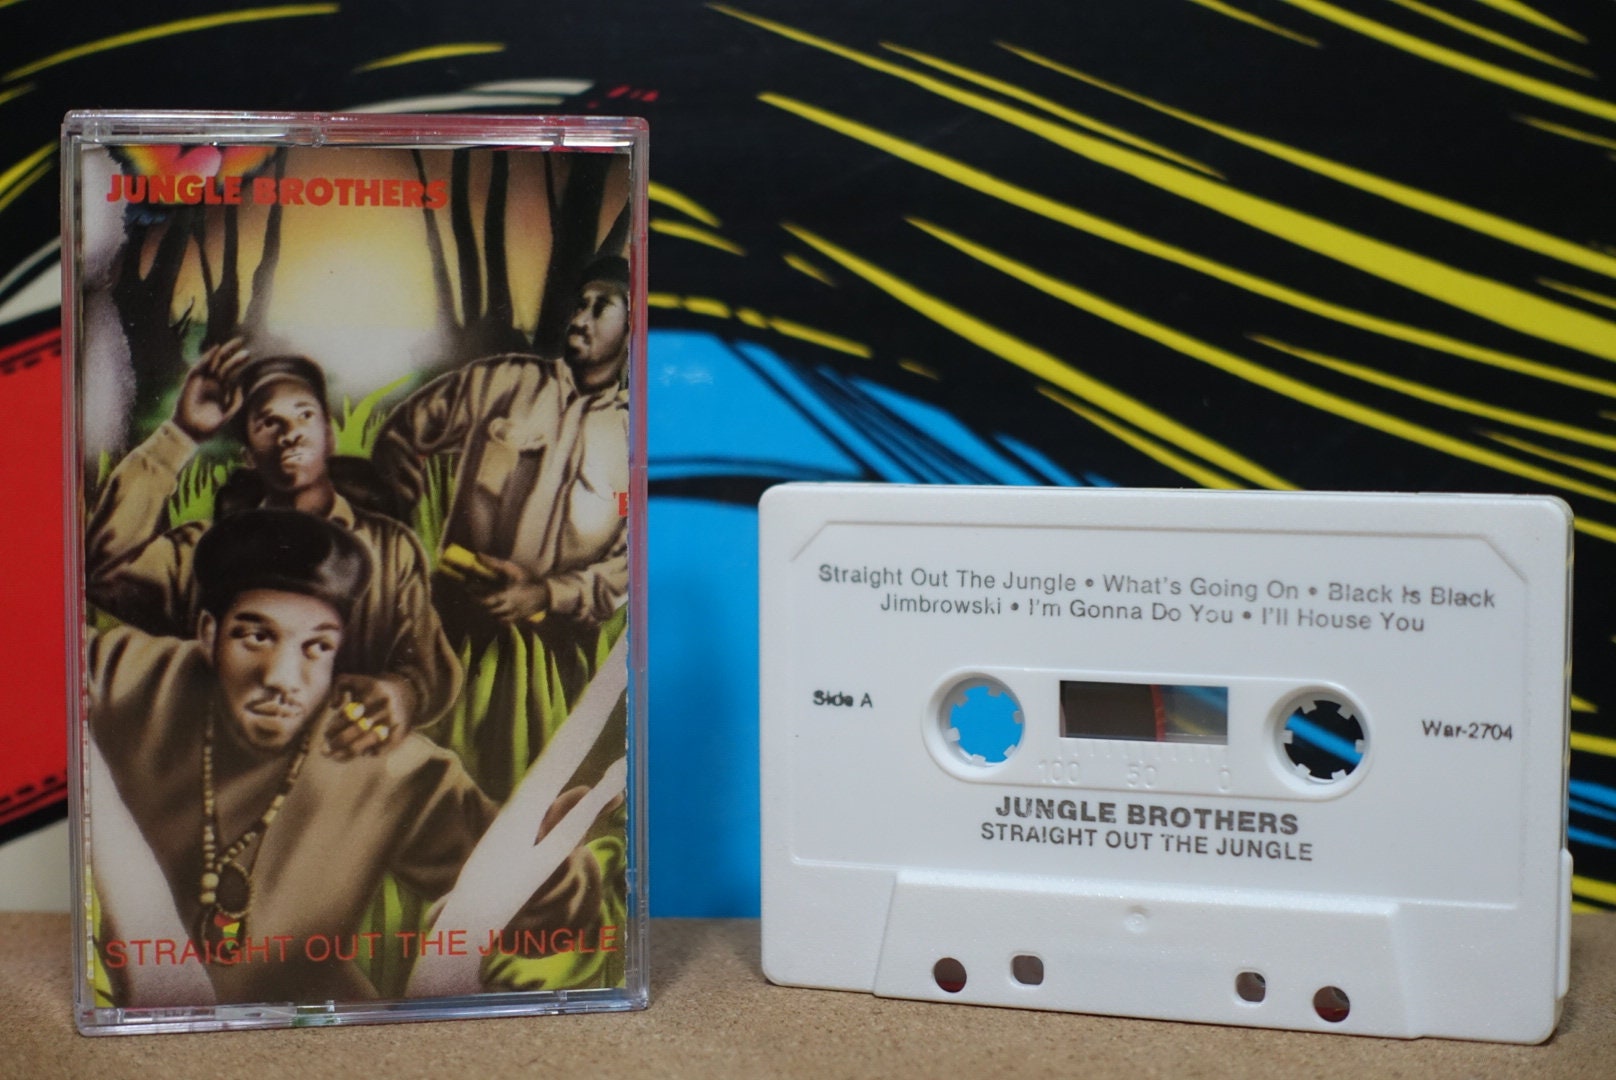 JUNGLE BROTHERS
STRAIGHT OUT THE JUNGLE
Straight Out The Jungle • What's Going On • Black Is Black
Jimbrowski • I'm Gonna Do You • I'll House You
Side A
War-2704
100 50 0
JUNGLE BROTHERS
STRAIGHT OUT THE JUNGLE